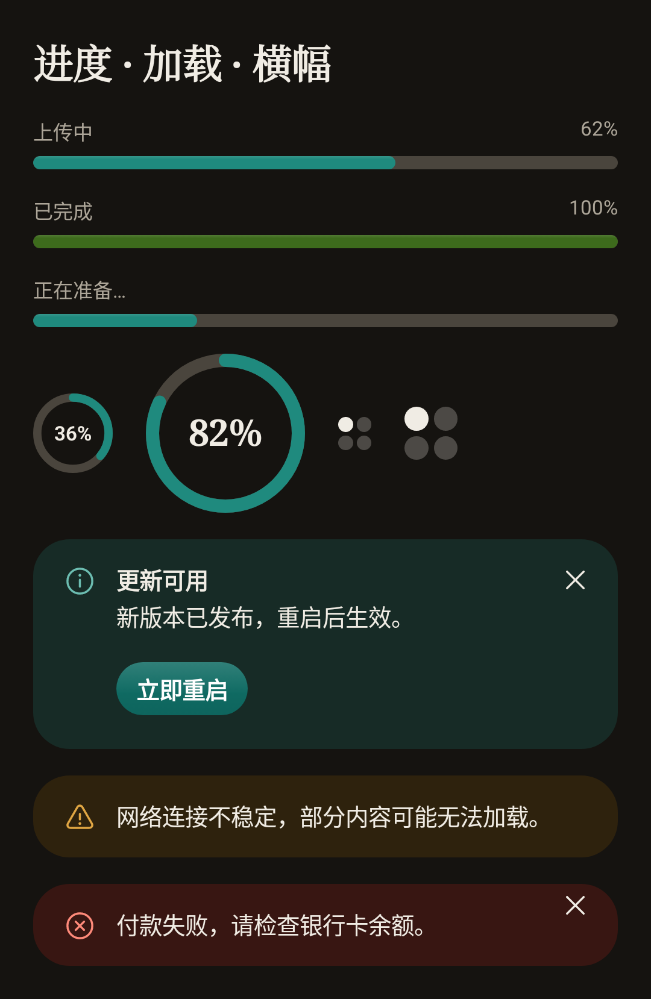 进度 · 加载 · 横幅
上传中 62%
已完成 100%
正在准备…
36%
82%
更新可用
新版本已发布，重启后生效。
立即重启
网络连接不稳定，部分内容可能无法加载。
付款失败，请检查银行卡余额。